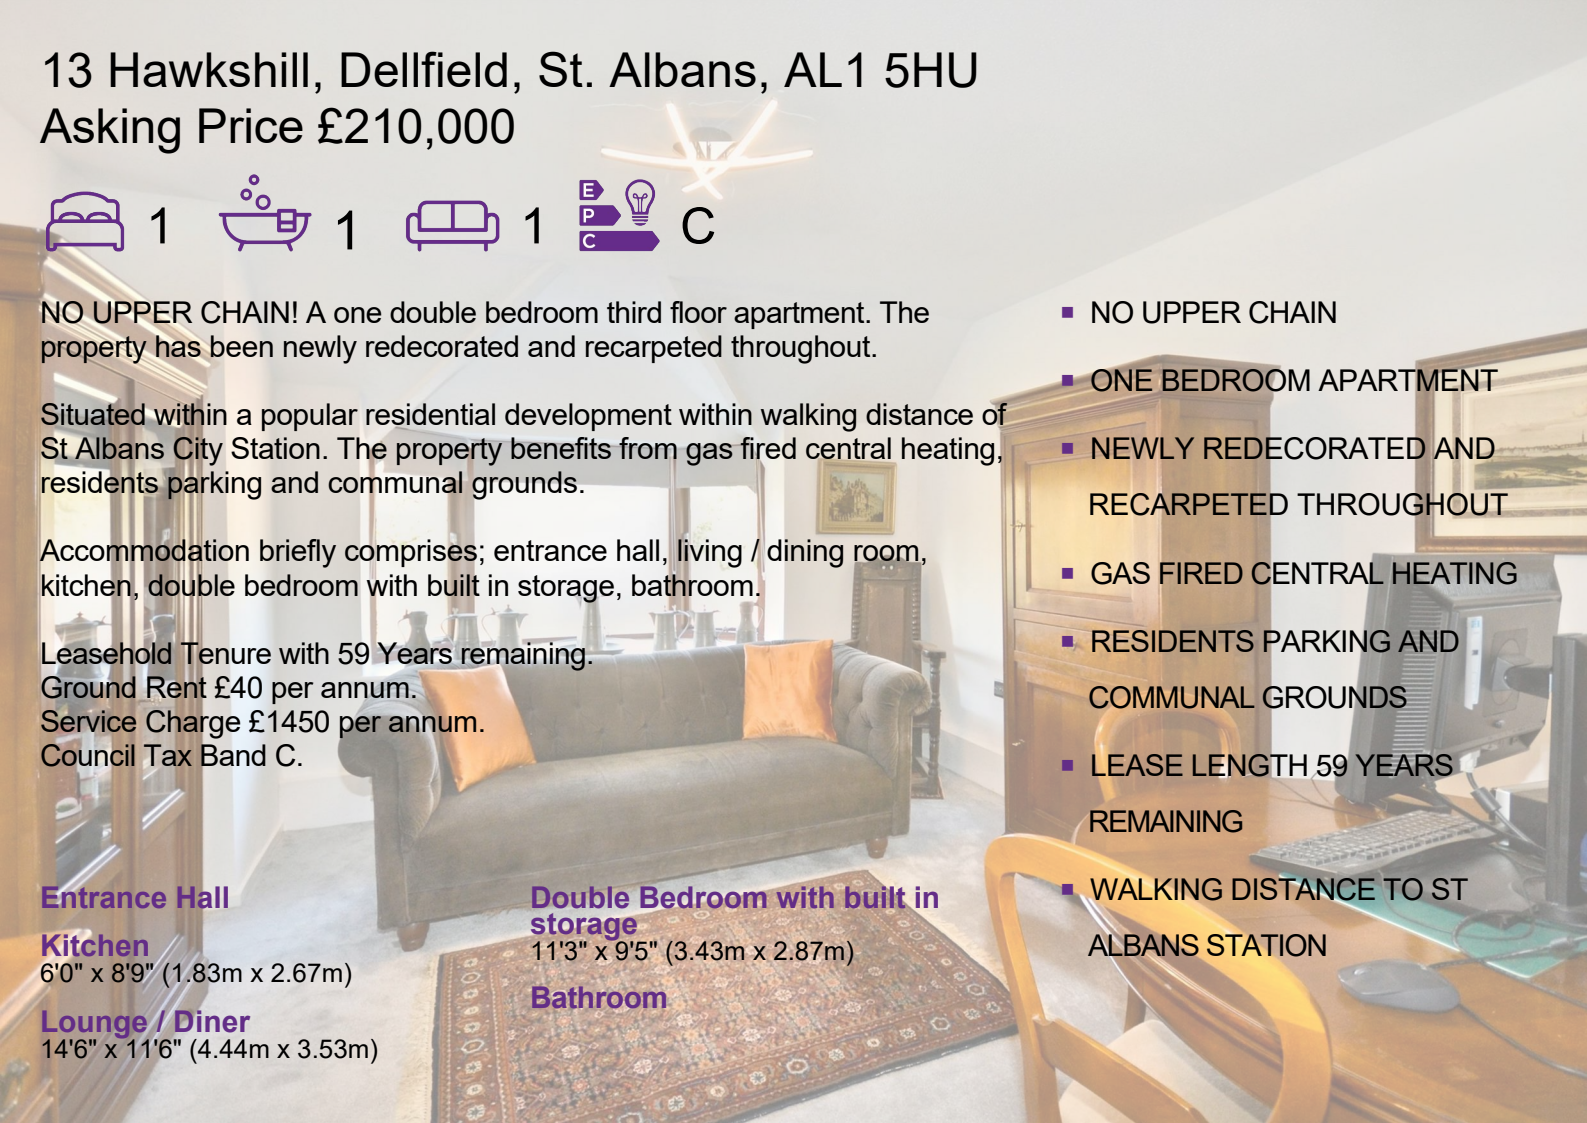 13 Hawkshill, Dellfield, St. Albans, AL1 5HU
Asking Price £210,000
1 1 1 E P C C
NO UPPER CHAIN! A one double bedroom third floor apartment. The
property has been newly redecorated and recarpeted throughout.
Situated within a popular residential development within walking distance of
St Albans City Station. The property benefits from gas fired central heating,
residents parking and communal grounds.
Accommodation briefly comprises; entrance hall, living / dining room,
kitchen, double bedroom with built in storage, bathroom.
Leasehold Tenure with 59 Years remaining.
Ground Rent £40 per annum.
Service Charge £1450 per annum.
Council Tax Band C.
Entrance Hall
Kitchen
6'0" x 8'9" (1.83m x 2.67m)
Lounge / Diner
14'6" x 11'6" (4.44m x 3.53m)
Double Bedroom with built in
storage
11'3" x 9'5" (3.43m x 2.87m)
Bathroom
▪ NO UPPER CHAIN
▪ ONE BEDROOM APARTMENT
▪ NEWLY REDECORATED AND
RECARPETED THROUGHOUT
▪ GAS FIRED CENTRAL HEATING
▪ RESIDENTS PARKING AND
COMMUNAL GROUNDS
▪ LEASE LENGTH 59 YEARS
REMAINING
▪ WALKING DISTANCE TO ST
ALBANS STATION